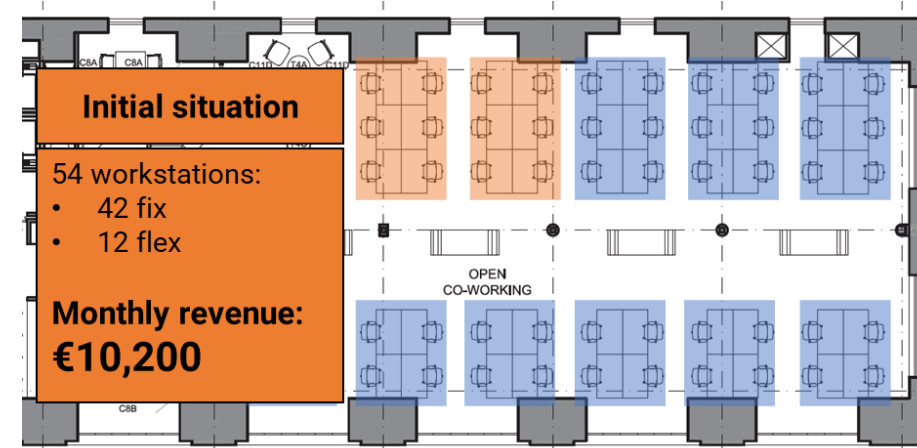 C8A C8A
C11D T4A C11D
Initial situation
54 workstations:
• 42 fix
• 12 flex
Monthly revenue:
€10,200
OPEN
CO-WORKING
C8B